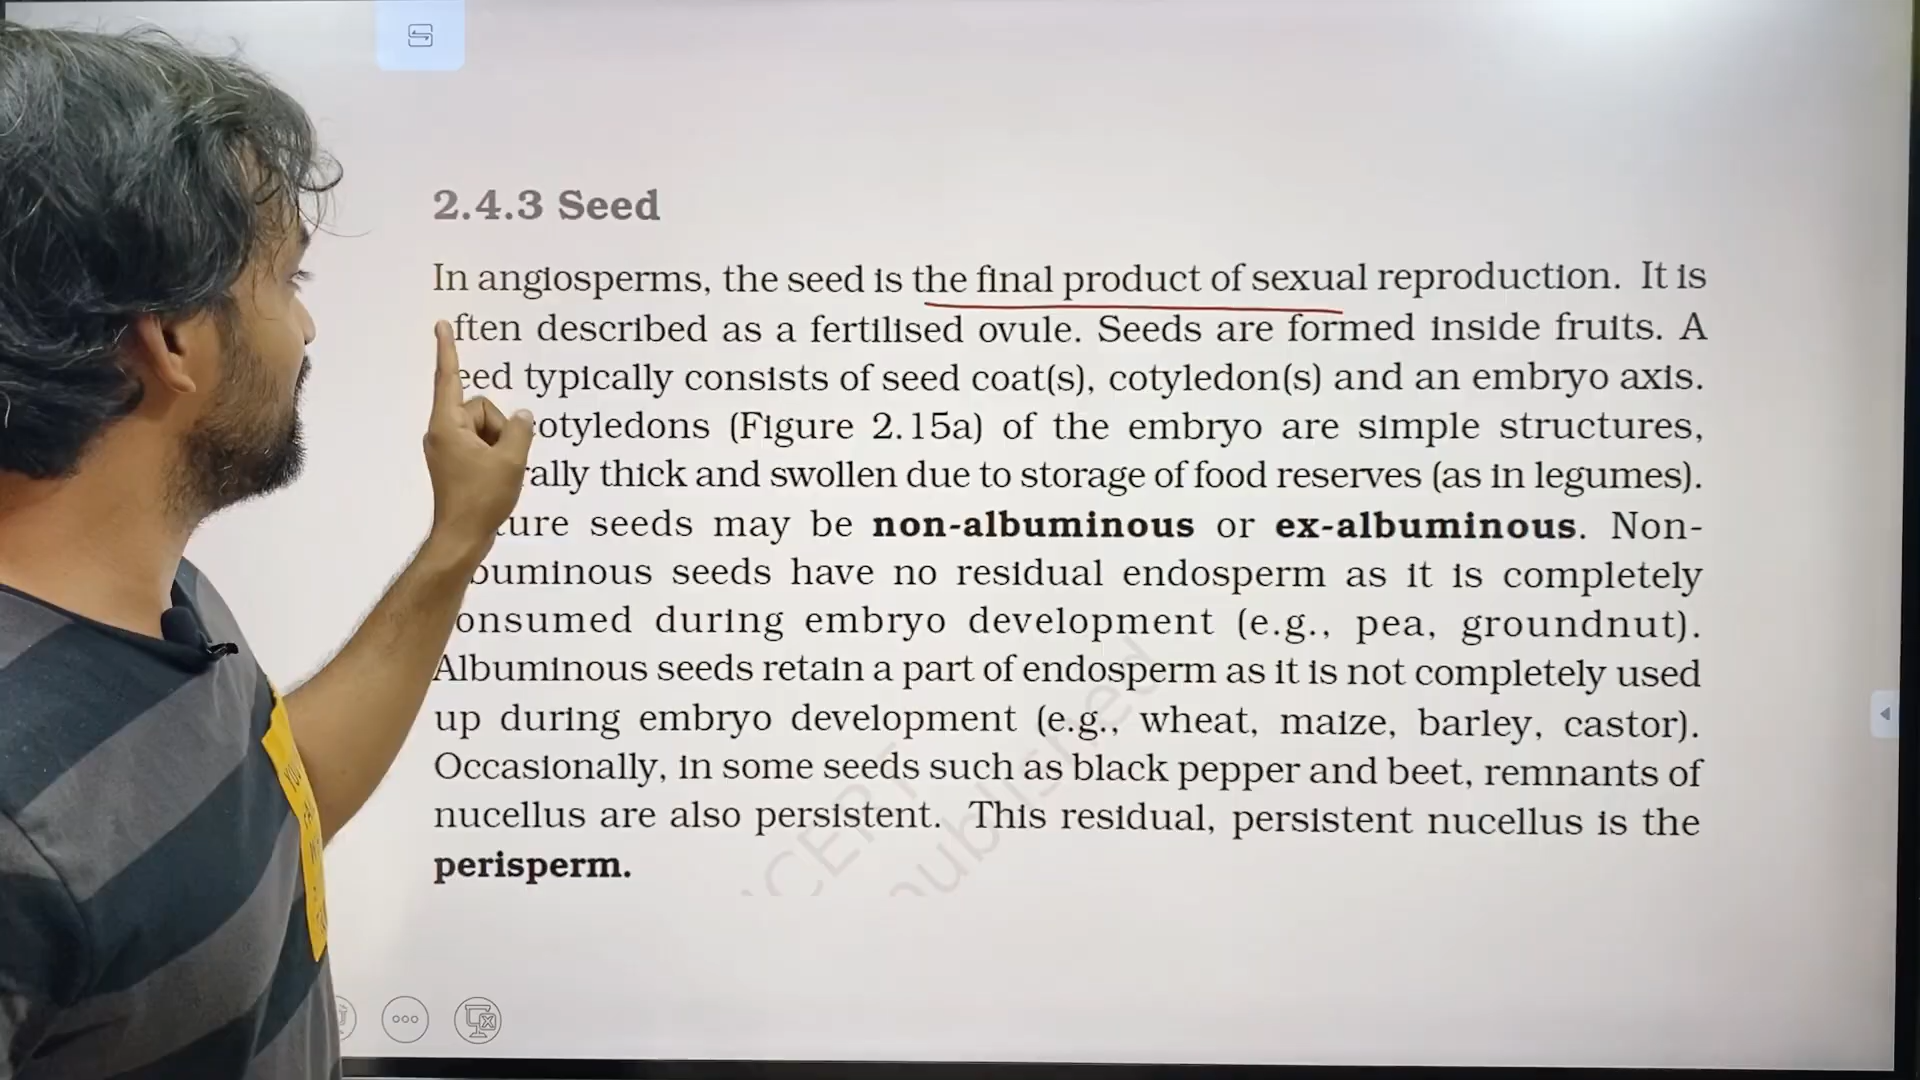 2.4.3 Seed
In angiosperms, the seed is the final product of sexual reproduction. It is
ften described as a fertilised ovule. Seeds are formed inside fruits. A
eed typically consists of seed coat(s), cotyledon(s) and an embryo axis.
cotyledons (Figure 2.15a) of the embryo are simple structures,
rally thick and swollen due to storage of food reserves (as in legumes).
ture seeds may be non-albuminous or ex-albuminous. Non-
buminous seeds have no residual endosperm as it is completely
onsumed during embryo development (e.g., pea, groundnut).
Albuminous seeds retain a part of endosperm as it is not completely used
up during embryo development (e.g., wheat, maize, barley, castor).
Occasionally, in some seeds such as black pepper and beet, remnants of
nucellus are also persistent. This residual, persistent nucellus is the
perisperm.
CERT
published
YOU